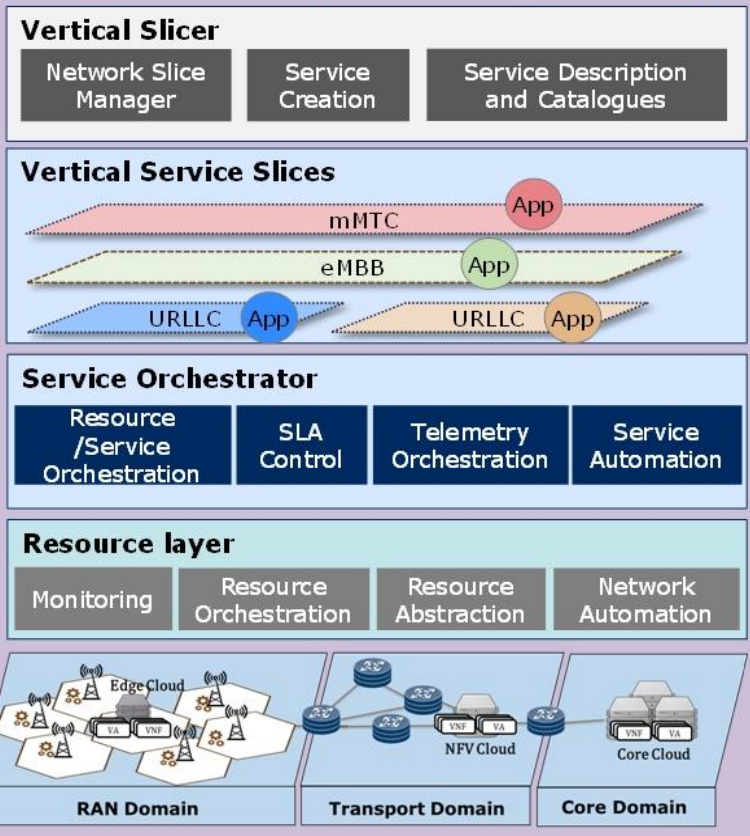 Vertical Slicer
Network Slice
Manager
Service
Creation
Service Description
and Catalogues
Vertical Service Slices
App
mMTC
App
eMBB
URLLC
App
URLLC
App
Service Orchestrator
Resource
/Service
Orchestration
SLA
Control
Telemetry
Orchestration
Service
Automation
Resource layer
Monitoring
Resource
Orchestration
Resource
Abstraction
Network
Automation
Edge Cloud
VA
VNF
VNF
VA
NFV Cloud
VNF
VA
Core Cloud
RAN Domain
Transport Domain
Core Domain